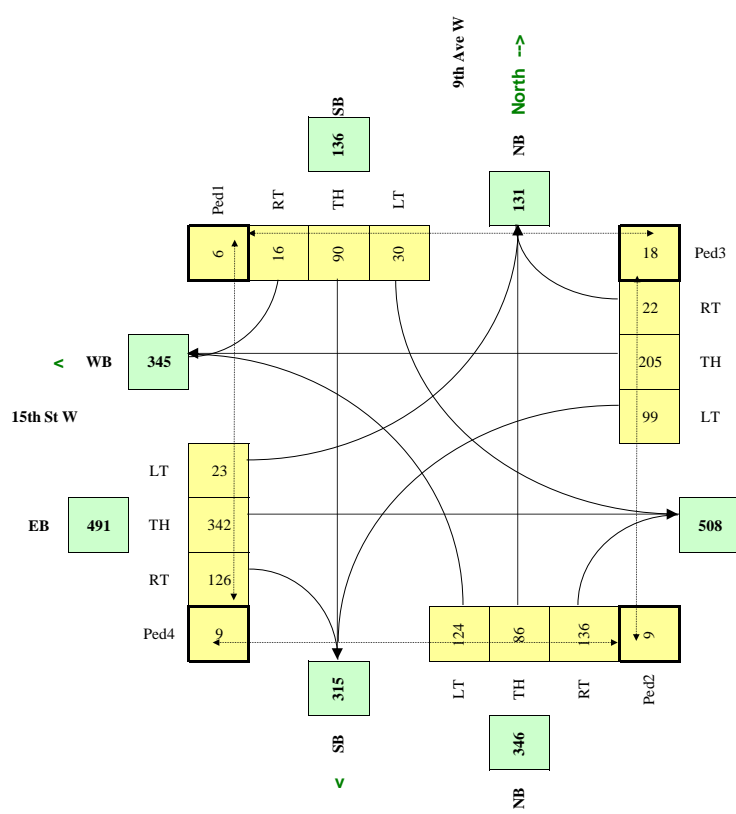 9th Ave W
North -->
SB
136
NB
131
Ped1
RT
TH
LT
6
16
90
30
18
Ped3
22
RT
205
TH
99
LT
<
WB
345
15th St W
LT
23
EB
491
TH
342
508
RT
126
Ped4
9
124
86
136
9
315
LT
TH
RT
Ped2
SB
346
<
NB